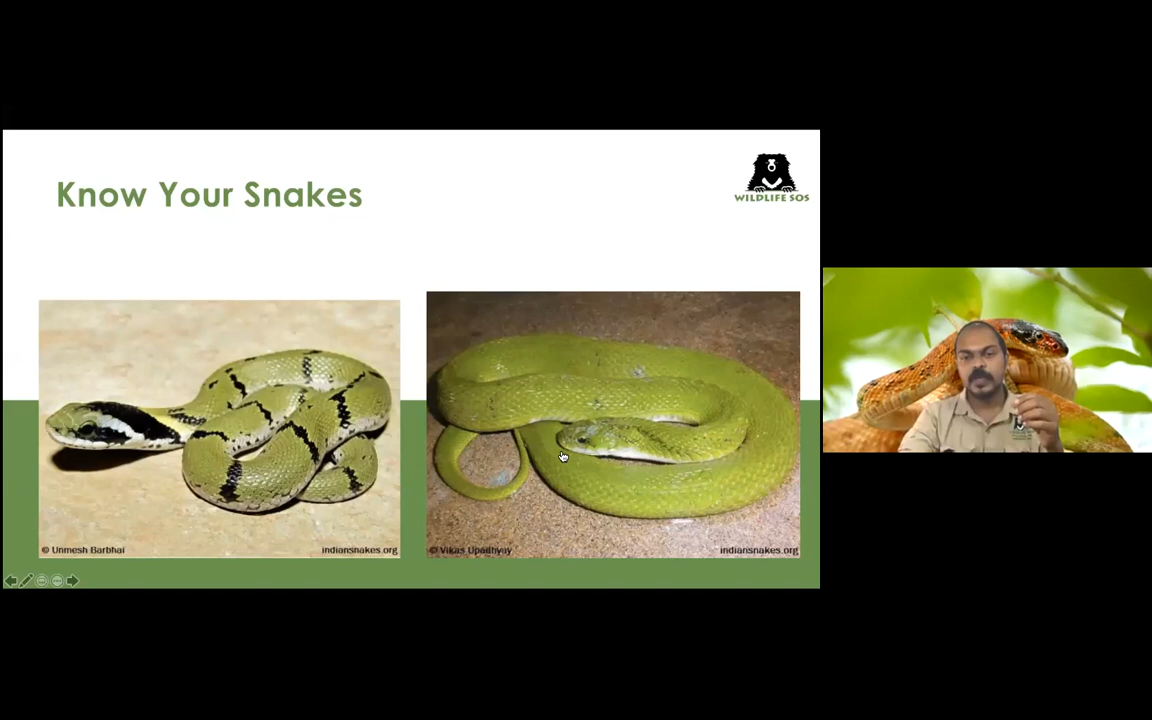 Know Your Snakes
WILDLIFE SOS
© Unmesh Barbhai
indiansnakes.org
© Vikas Upadhyay
indiansnakes.org